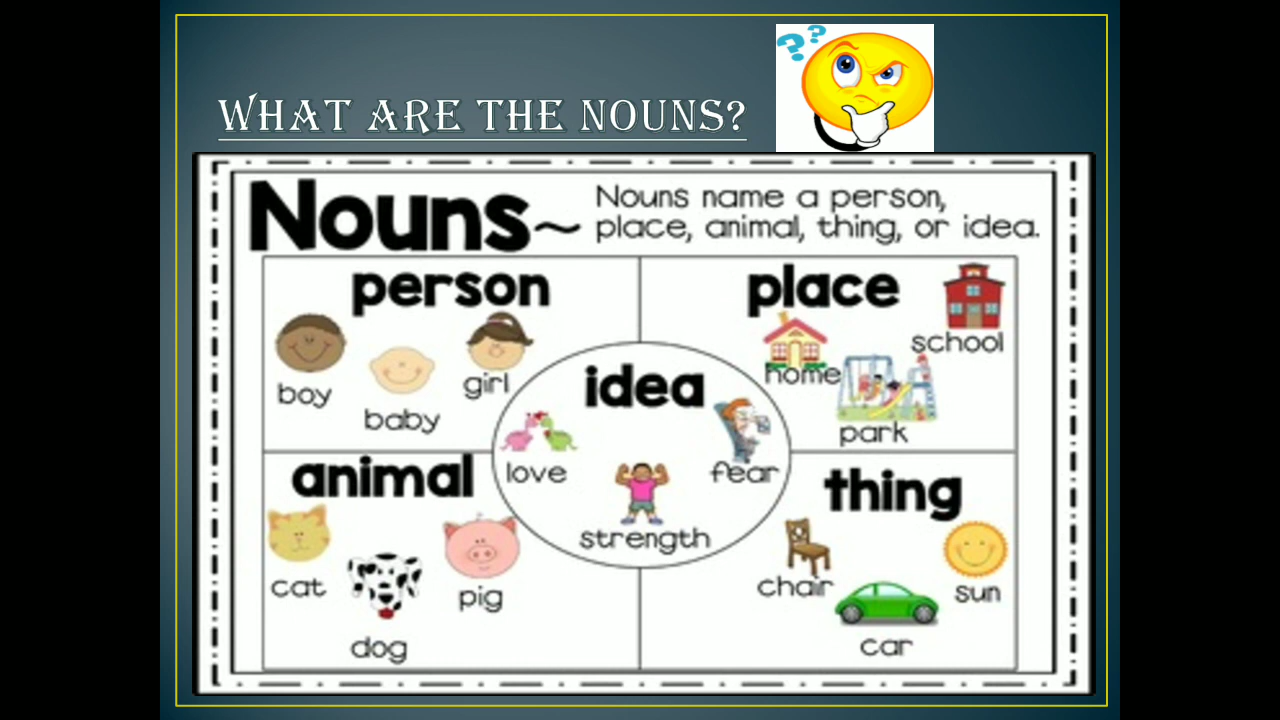 WHAT ARE THE NOUNS?
? ?
Nouns~
Nouns name a person,
place, animal, thing, or idea.
person
boy
baby
girl
place
school
home
park
idea
love
fear
strength
animal
cat
pig
dog
thing
chair
sun
car